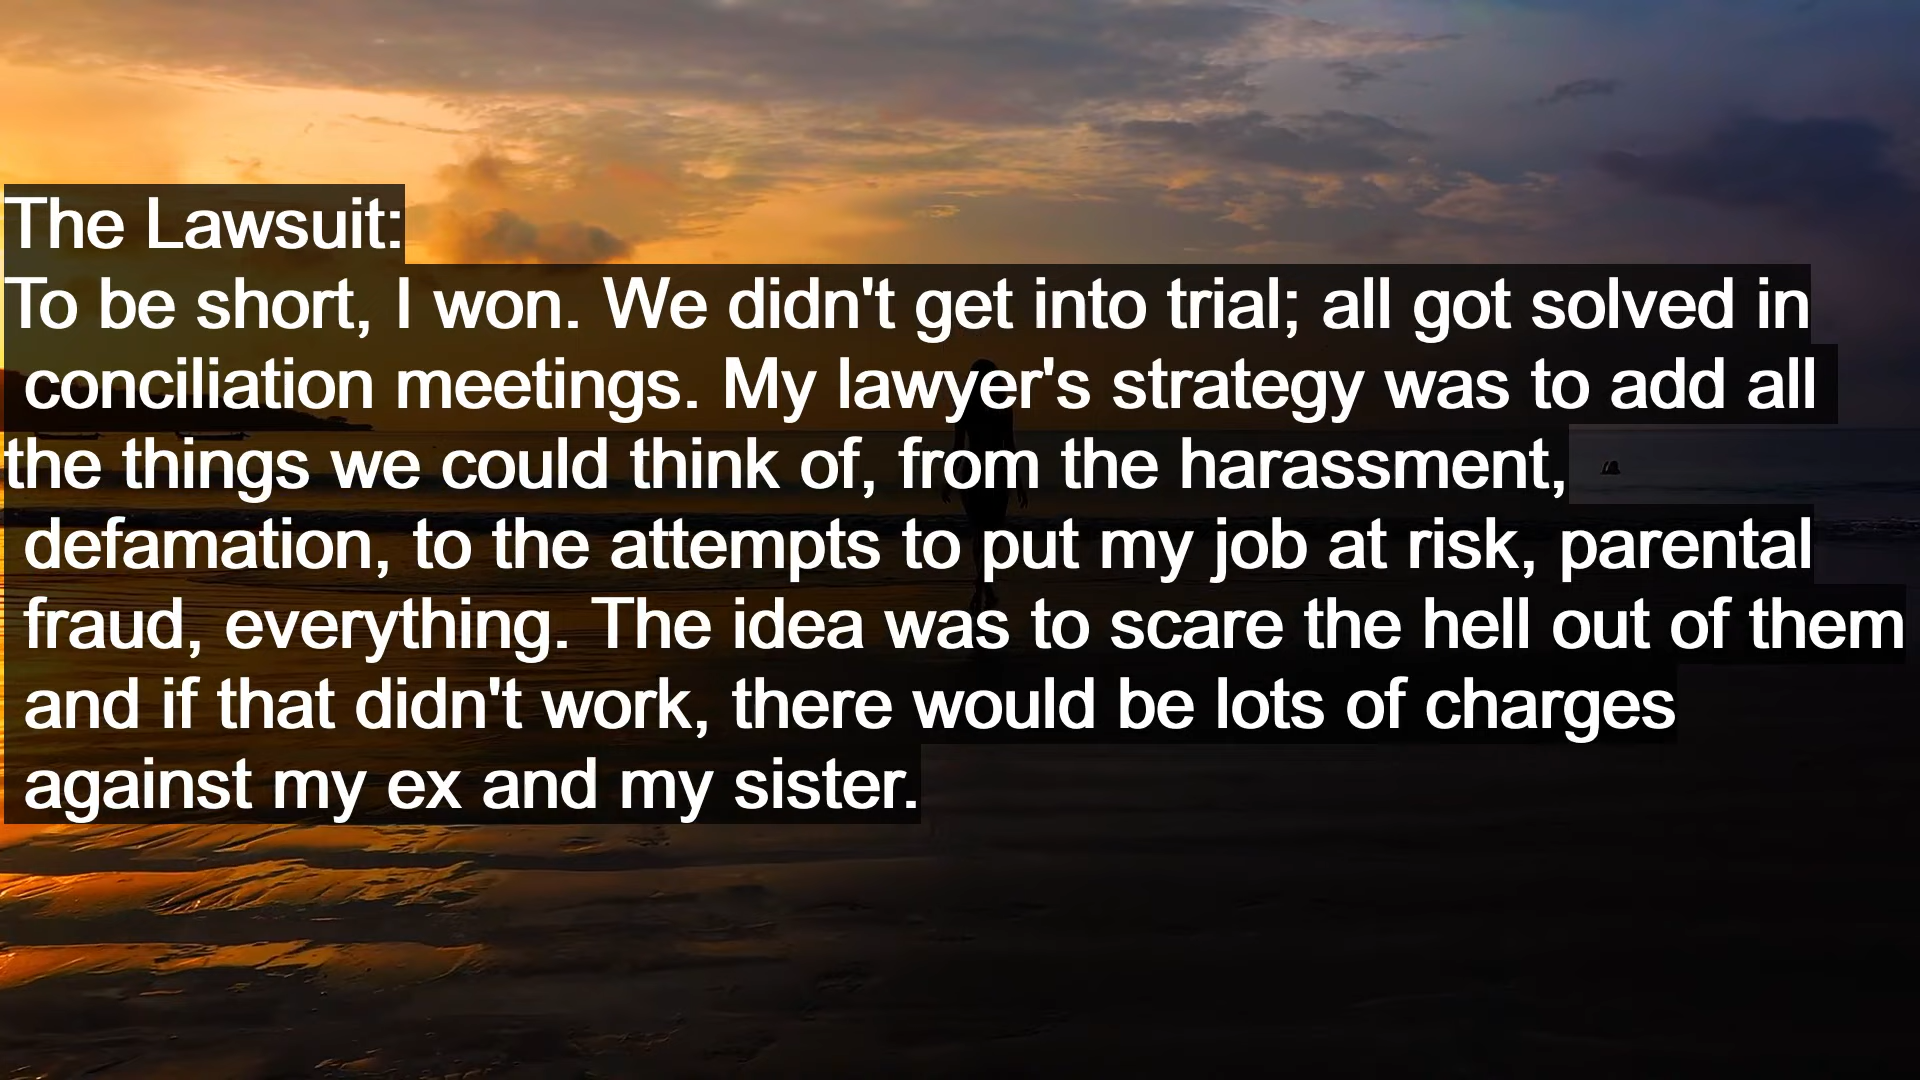 The Lawsuit:
To be short, I won. We didn't get into trial; all got solved in
conciliation meetings. My lawyer's strategy was to add all
the things we could think of, from the harassment,
defamation, to the attempts to put my job at risk, parental
fraud, everything. The idea was to scare the hell out of them
and if that didn't work, there would be lots of charges
against my ex and my sister.